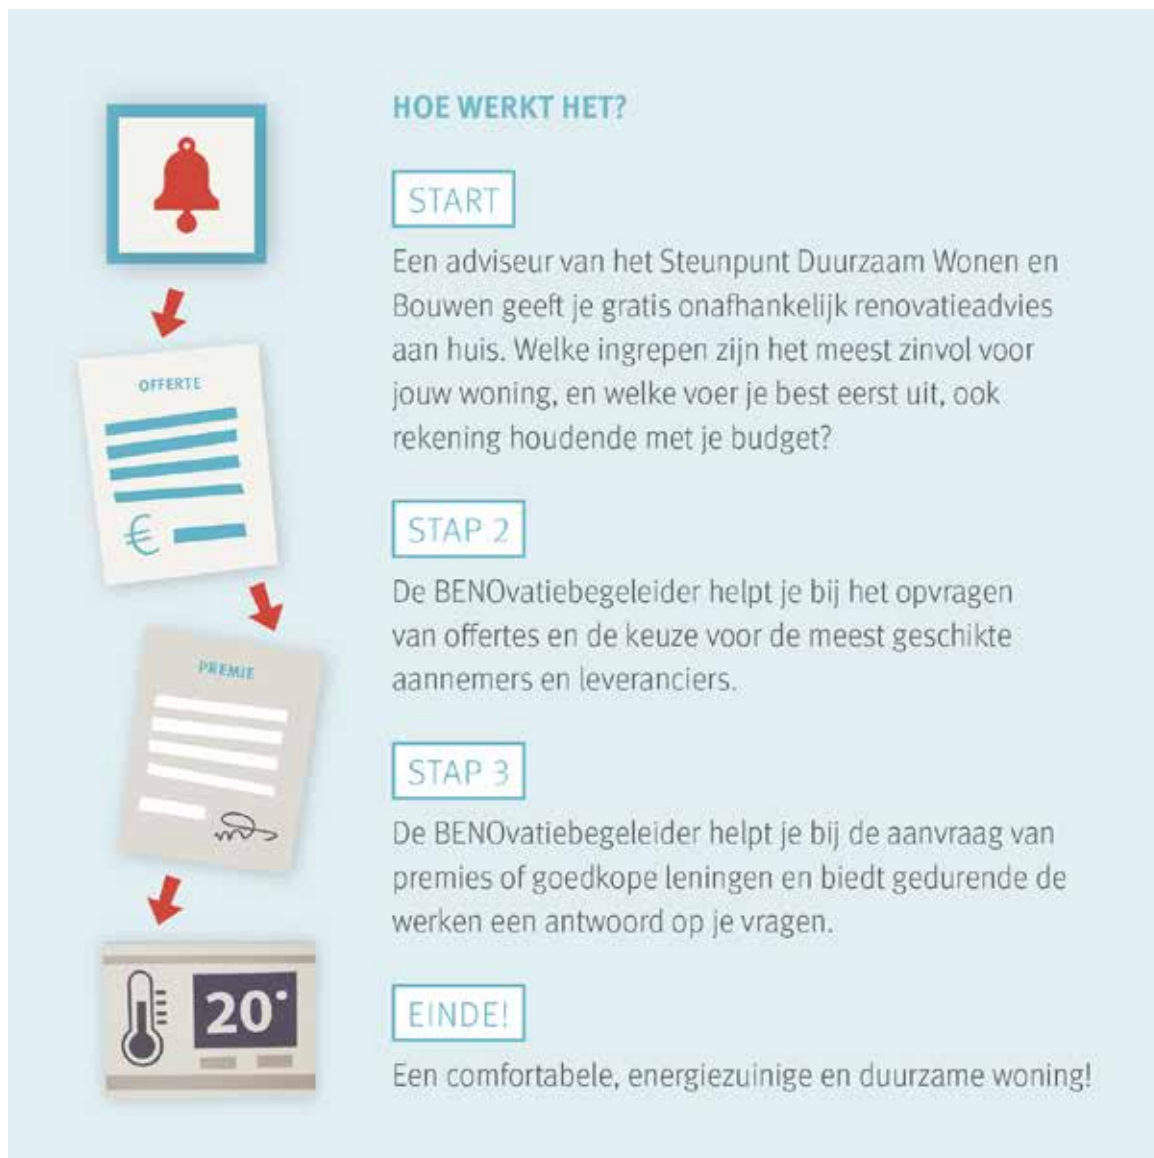 HOE WERKT HET?
START
Een adviseur van het Steunpunt Duurzaam Wonen en
Bouwen geeft je gratis onafhankelijk renovatieadvies
aan huis. Welke ingrepen zijn het meest zinvol voor
jouw woning, en welke voer je best eerst uit, ook
rekening houdende met je budget?
OFFERTE
€
STAP 2
De BENOvatiebegeleider helpt je bij het opvragen
van offertes en de keuze voor de meest geschikte
aannemers en leveranciers.
PREMIE
STAP 3
De BENOvatiebegeleider helpt je bij de aanvraag van
premies of goedkope leningen en biedt gedurende de
werken een antwoord op je vragen.
20°
EINDE!
Een comfortabele, energiezuinige en duurzame woning!